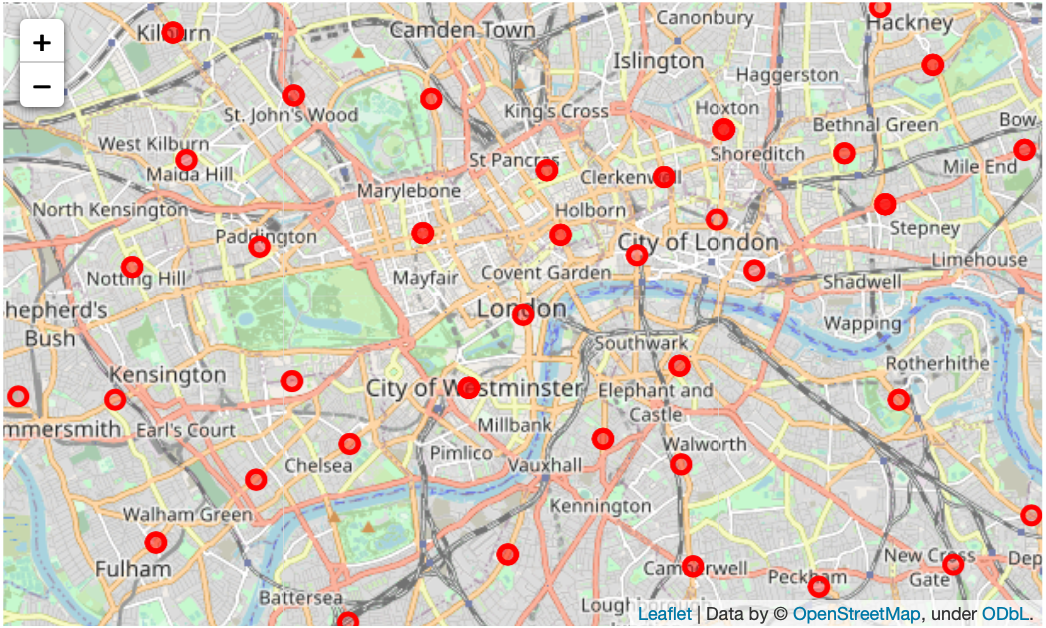 +
−
Camden Town
Canonbury
Hackney
Islington
Haggerston
St. John's Wood
King's Cross
Hoxton
Bethnal Green
Bow
West Kilburn
Maida Hill
St Pancras
Clerkenwell
Shoreditch
Mile End
Marylebone
North Kensington
Holborn
Paddington
City of London
Stepney
Notting Hill
Mayfair
Covent Garden
Limehouse
Shadwell
hepherd's
Bush
London
Wapping
Southwark
Rotherhithe
Kensington
City of Westminster
Elephant and
Castle
mmersmith
Earl's Court
Millbank
Walworth
Chelsea
Pimlico
Vauxhall
Walham Green
Kennington
Fulham
Camberwell
Peckham
New Cross
Gate
Dep
Battersea
Leaflet | Data by © OpenStreetMap, under ODbL.